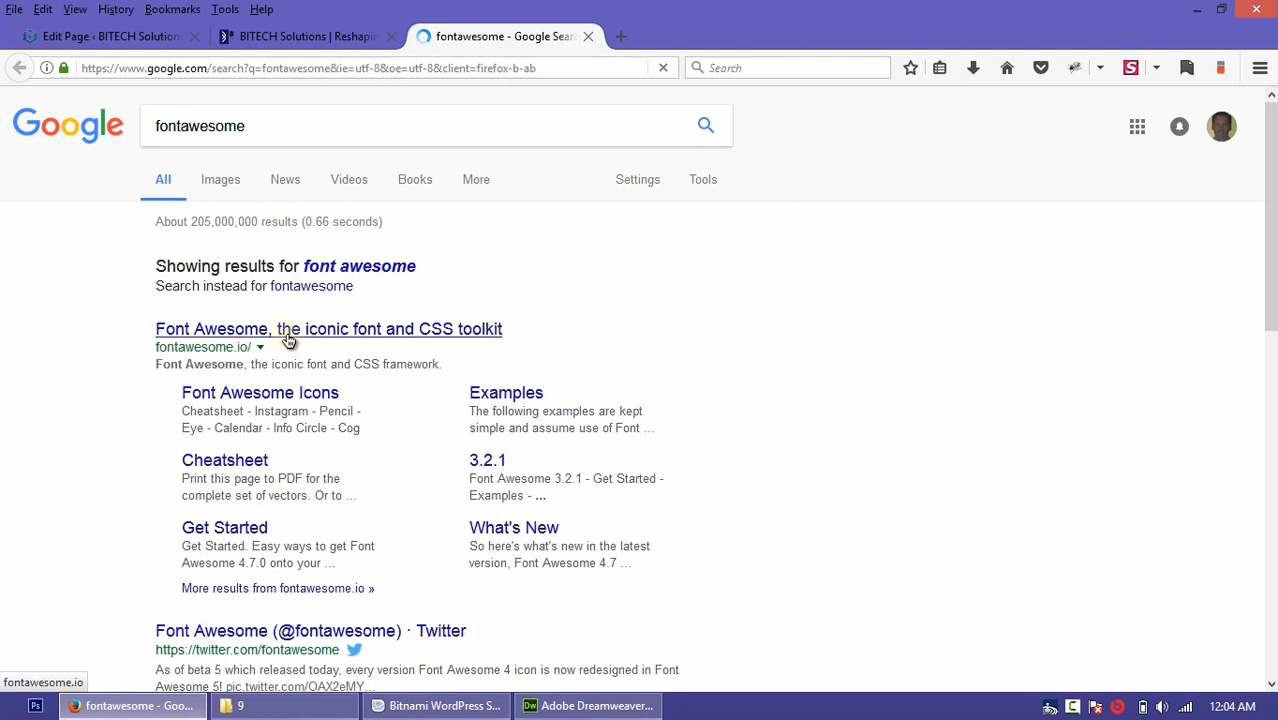 File Edit View History Bookmarks Tools Help
Edit Page ‹ BITECH Solution
BITECH Solutions | Reshapin
fontawesome - Google Sear
https://www.google.com/search?q=fontawesome&ie=utf-8&oe=utf-8&client=firefox-b-ab
Search
S
Google
fontawesome
All Images News Videos Books More Settings Tools
About 205,000,000 results (0.66 seconds)
Showing results for font awesome
Search instead for fontawesome
Font Awesome, the iconic font and CSS toolkit
fontawesome.io/
Font Awesome, the iconic font and CSS framework.
Font Awesome Icons
Cheatsheet - Instagram - Pencil -
Eye - Calendar - Info Circle - Cog
Examples
The following examples are kept
simple and assume use of Font ...
Cheatsheet
Print this page to PDF for the
complete set of vectors. Or to ...
3.2.1
Font Awesome 3.2.1 - Get Started -
Examples - ...
Get Started
Get Started. Easy ways to get Font
Awesome 4.7.0 onto your ...
What's New
So here's what's new in the latest
version, Font Awesome 4.7 ...
More results from fontawesome.io »
Font Awesome (@fontawesome) · Twitter
https://twitter.com/fontawesome
As of beta 5 which released today, every version Font Awesome 4 icon is now redesigned in Font
Awesome 5! pic.twitter.com/OAX2eMY...
fontawesome.io
Ps
fontawesome - Goo...
9
Bitnami WordPress S...
Dw Adobe Dreamweaver...
12:04 AM